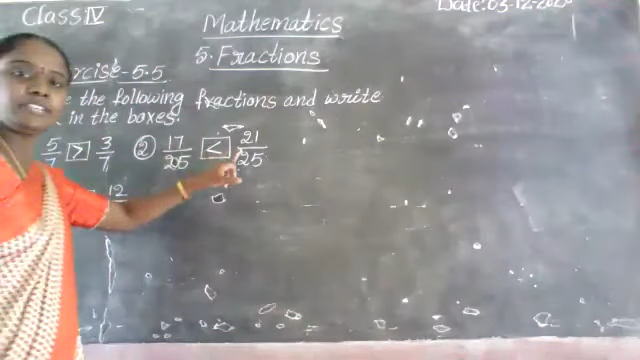 Class IV
Mathematics
Date: 03-12-202
5. Fractions
rcise-5.5
e the following fractions and write
in the boxes.
5/7 > 3/7 ② 17/25 < 21/25
12